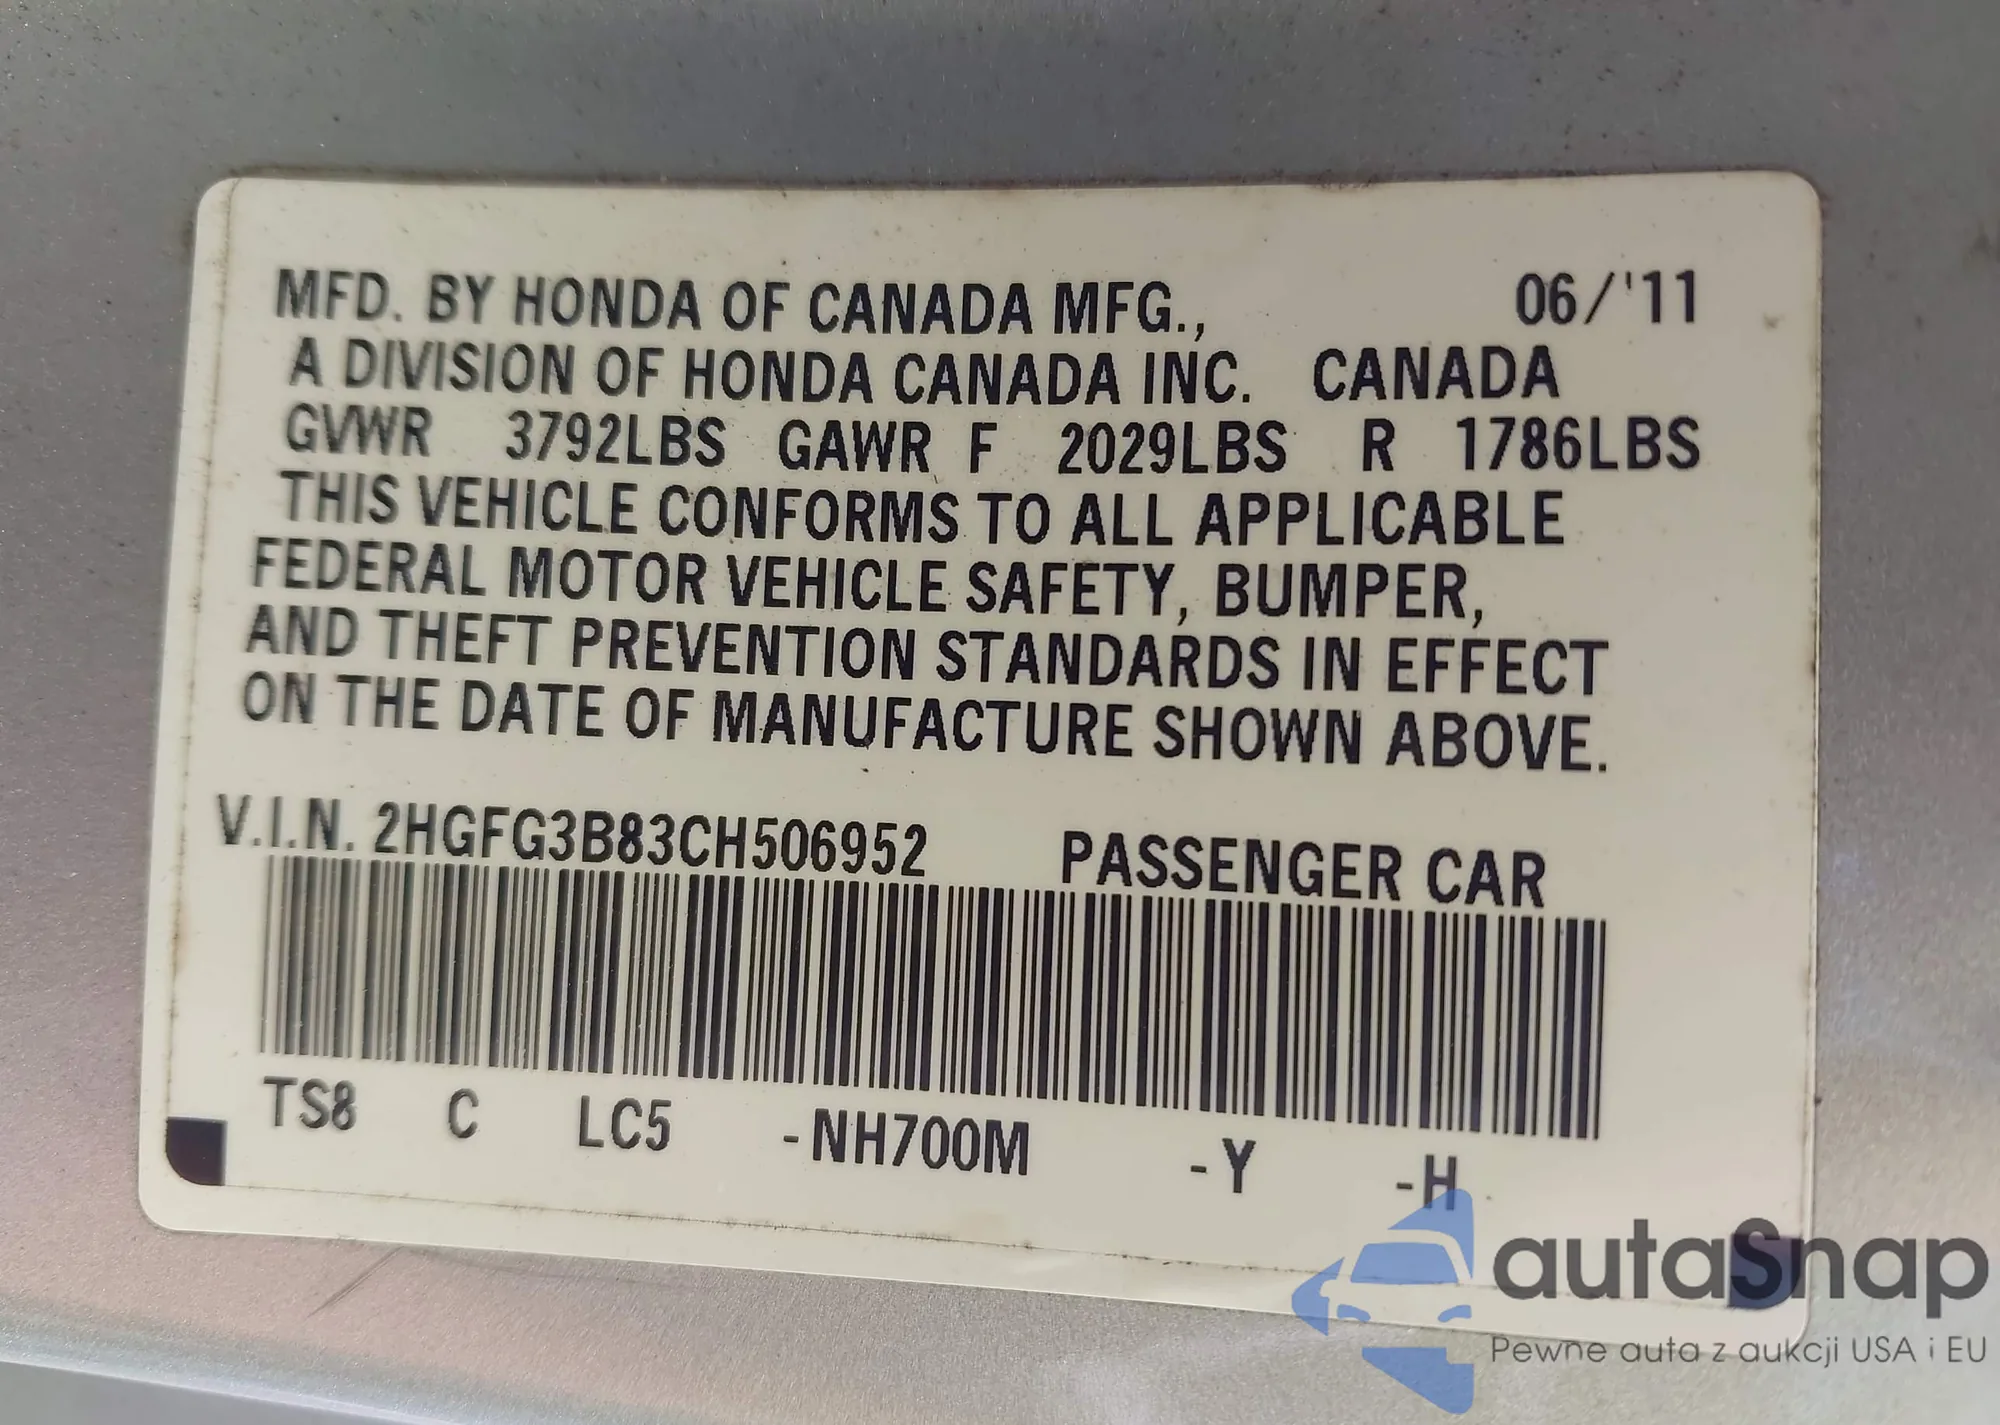 MFD. BY HONDA OF CANADA MFG., 06/'11
A DIVISION OF HONDA CANADA INC. CANADA
GVWR 3792LBS GAWR F 2029LBS R 1786LBS
THIS VEHICLE CONFORMS TO ALL APPLICABLE
FEDERAL MOTOR VEHICLE SAFETY, BUMPER,
AND THEFT PREVENTION STANDARDS IN EFFECT
ON THE DATE OF MANUFACTURE SHOWN ABOVE.
V.I.N. 2HGFG3B83CH506952 PASSENGER CAR
TS8 C LC5 -NH700M -Y -H
autaSnap
Pewne auta z aukcji USA i EU